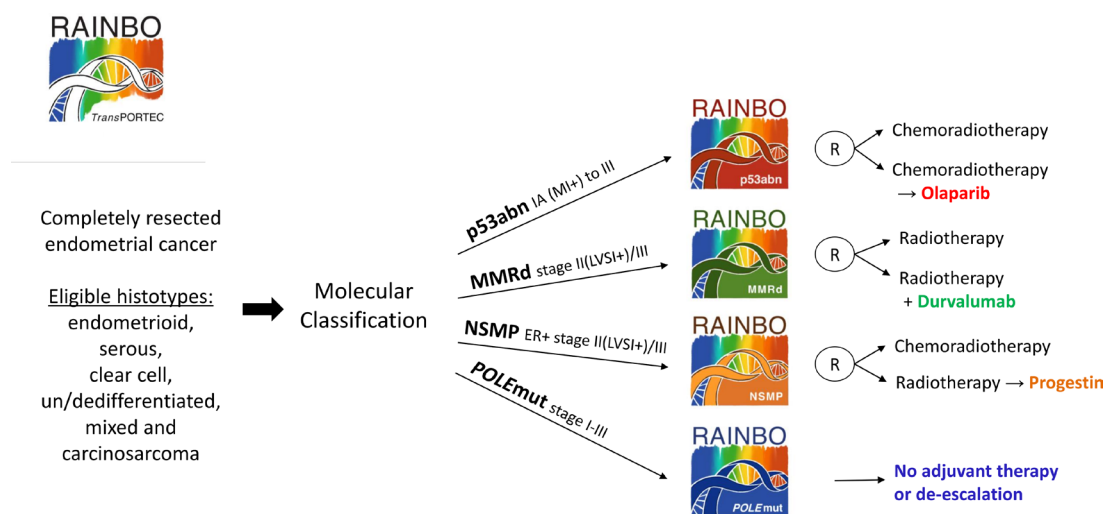 RAINBO
TransPORTEC
Completely resected
endometrial cancer
Eligible histotypes:
endometrioid,
serous,
clear cell,
un/dedifferentiated,
mixed and
carcinosarcoma
Molecular
Classification
p53abn IA (MI+) to III
MMRd stage II(LVSI+)/III
NSMP ER+ stage II(LVSI+)/III
POLEmut stage I-III
RAINBO
p53abn
R
Chemoradiotherapy
Chemoradiotherapy
→ Olaparib
RAINBO
MMRd
R
Radiotherapy
Radiotherapy
+ Durvalumab
RAINBO
NSMP
R
Chemoradiotherapy
Radiotherapy → Progestin
RAINBO
POLE mut
No adjuvant therapy
or de-escalation